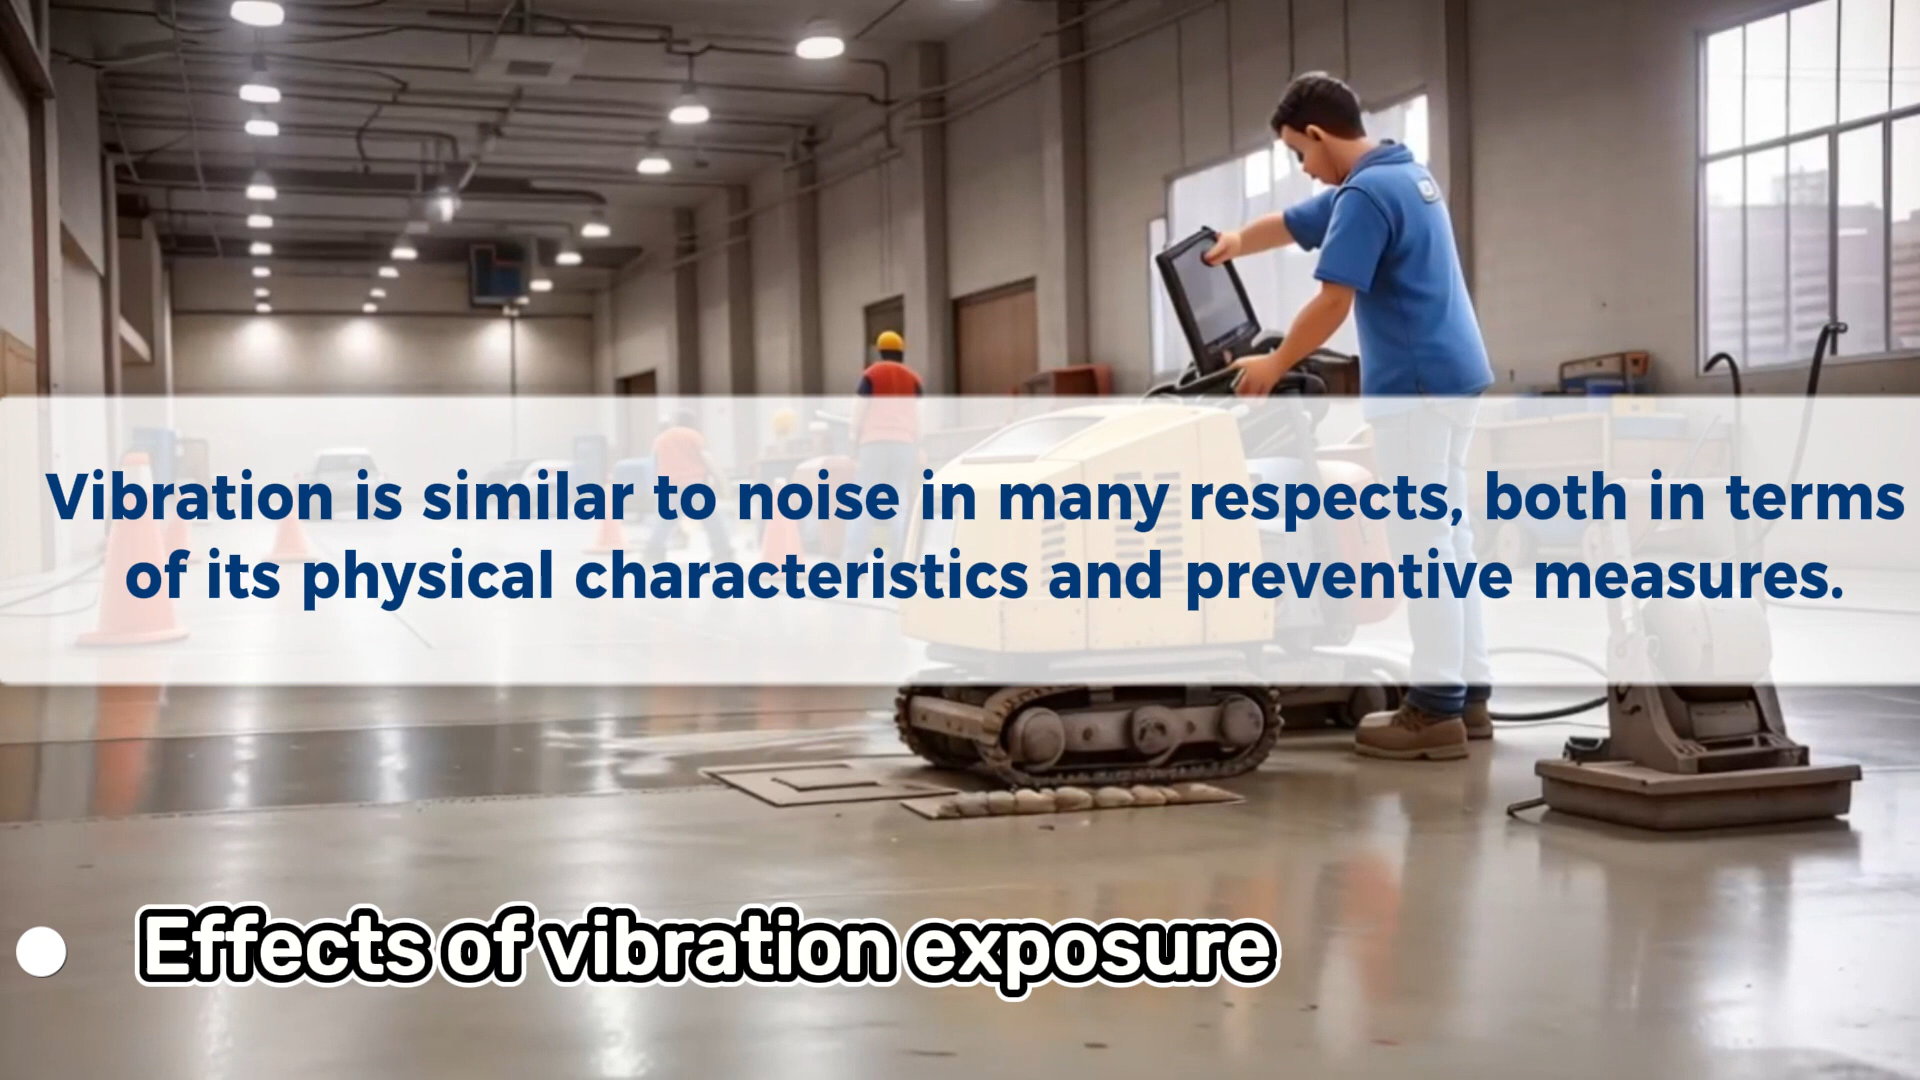 Vibration is similar to noise in many respects, both in terms
of its physical characteristics and preventive measures.
Effects of vibration exposure